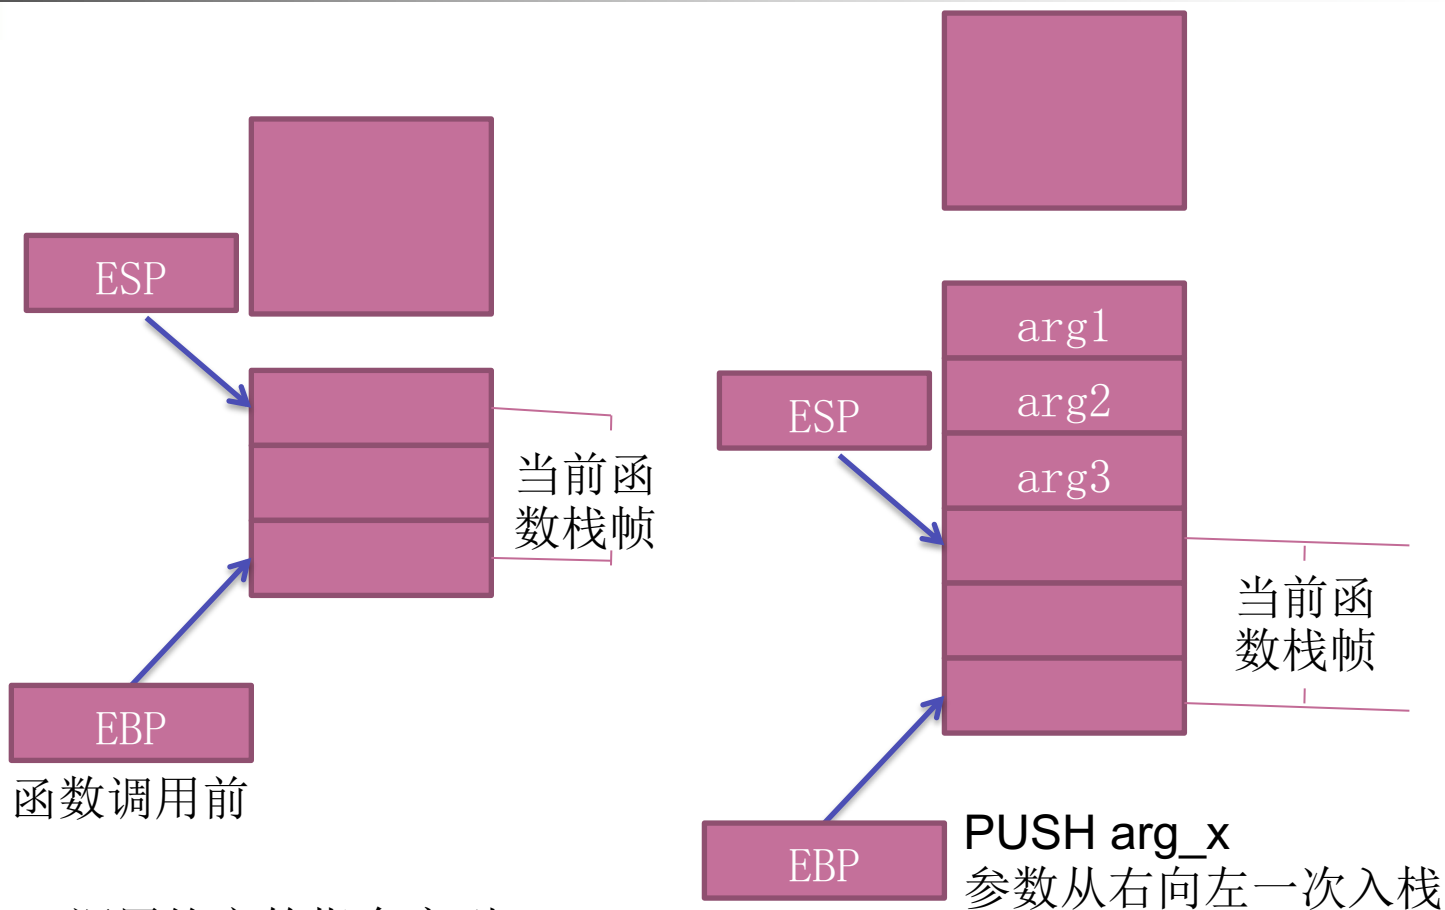 ESP
当前函
数栈帧
EBP
函数调用前
arg1
arg2
arg3
ESP
当前函
数栈帧
EBP
PUSH arg_x
参数从右向左一次入栈